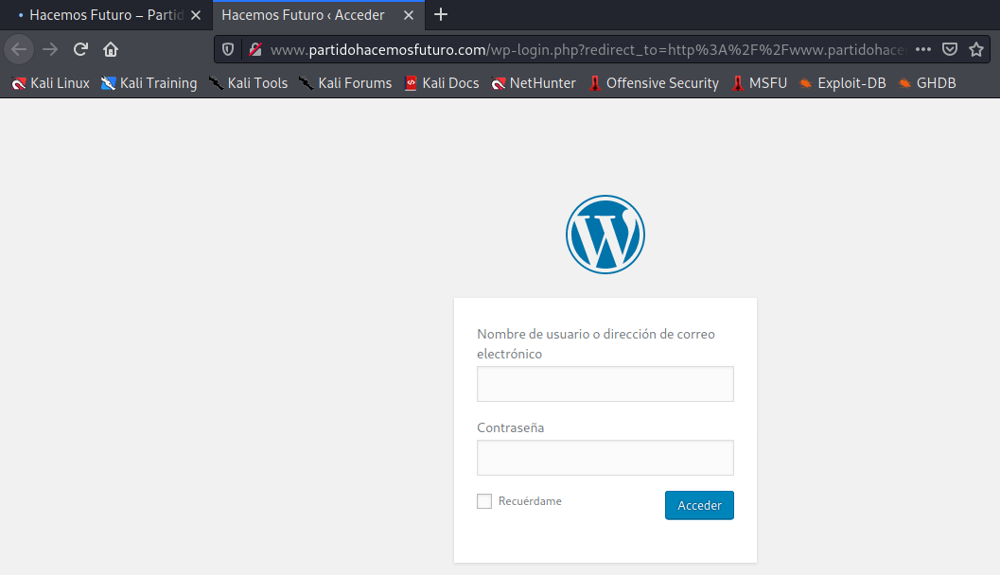 Hacemos Futuro – Partid
Hacemos Futuro ‹ Acceder
www.partidohacemosfuturo.com/wp-login.php?redirect_to=http%3A%2F%2Fwww.partidohace
Kali Linux Kali Training Kali Tools Kali Forums Kali Docs NetHunter Offensive Security MSFU Exploit-DB GHDB
Nombre de usuario o dirección de correo
electrónico
Contraseña
Recuérdame
Acceder